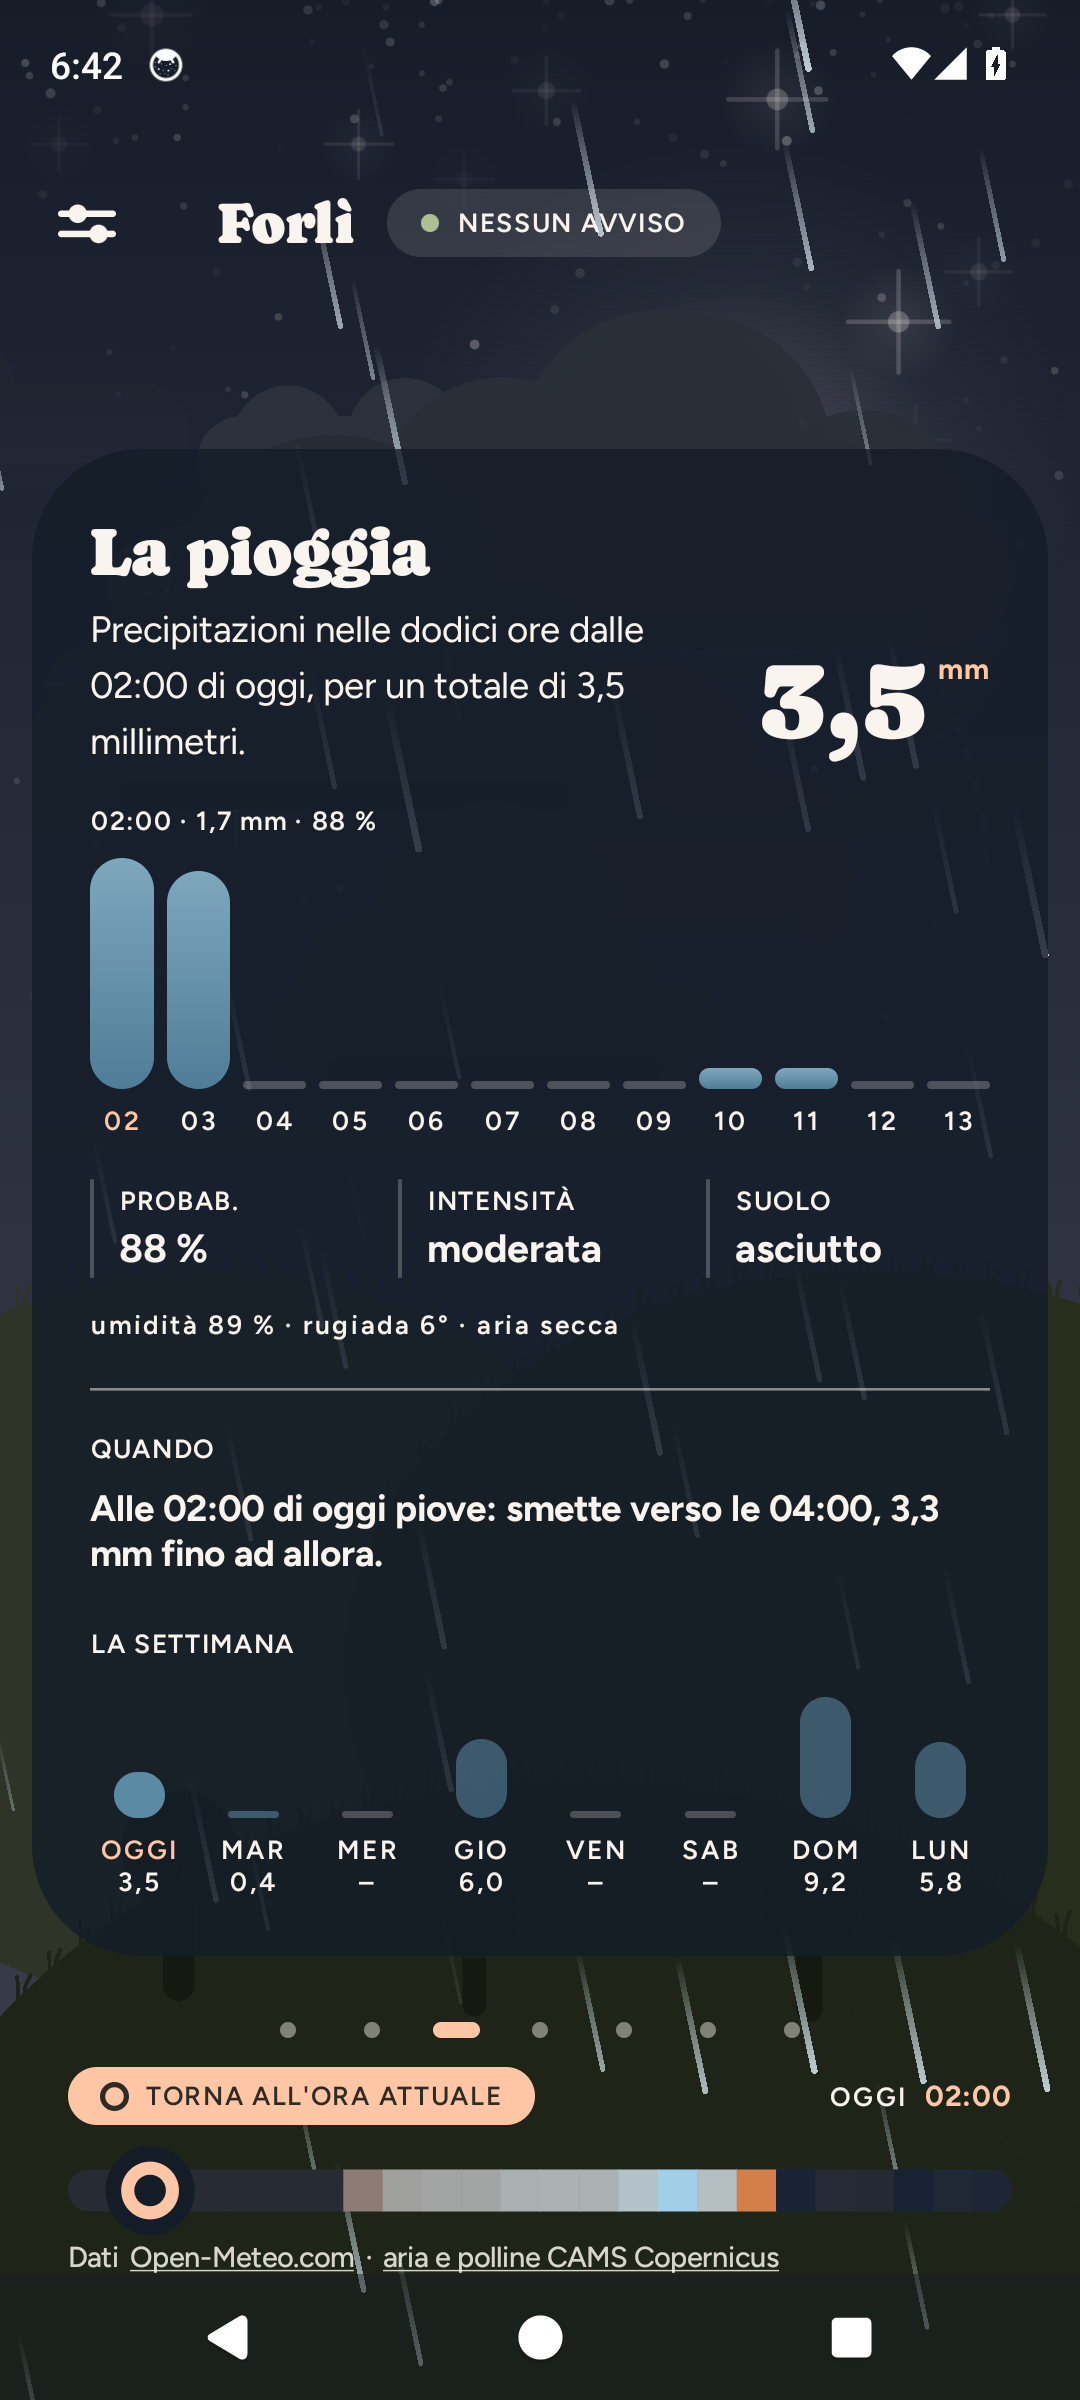 6:42
Forlì
NESSUN AVVISO
La pioggia
Precipitazioni nelle dodici ore dalle
02:00 di oggi, per un totale di 3,5
millimetri.
3,5 mm
02:00 · 1,7 mm · 88 %
02 03 04 05 06 07 08 09 10 11 12 13
PROBAB. INTENSITÀ SUOLO
88 % moderata asciutto
umidità 89 % · rugiada 6° · aria secca
QUANDO
Alle 02:00 di oggi piove: smette verso le 04:00, 3,3
mm fino ad allora.
LA SETTIMANA
OGGI MAR MER GIO VEN SAB DOM LUN
3,5 0,4 – 6,0 – – 9,2 5,8
TORNA ALL'ORA ATTUALE
OGGI 02:00
Dati Open-Meteo.com · aria e polline CAMS Copernicus